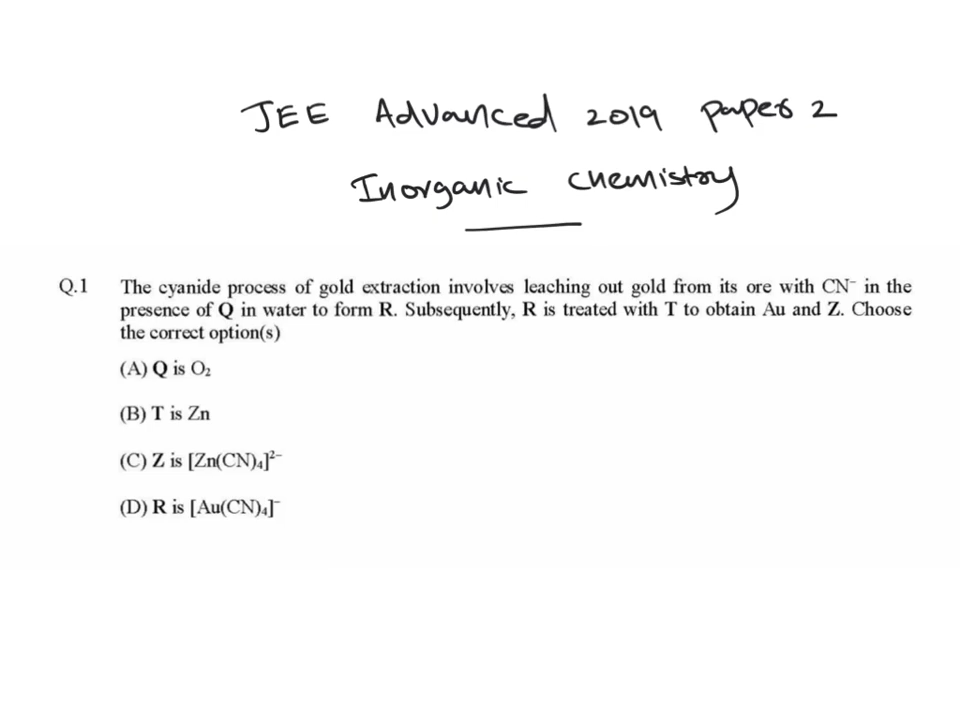 JEE Advanced 2019 paper 2
Inorganic chemistry
Q.1 The cyanide process of gold extraction involves leaching out gold from its ore with CN⁻ in the
presence of Q in water to form R. Subsequently, R is treated with T to obtain Au and Z. Choose
the correct option(s)
(A) Q is O₂
(B) T is Zn
(C) Z is [Zn(CN)₄]²⁻
(D) R is [Au(CN)₄]⁻